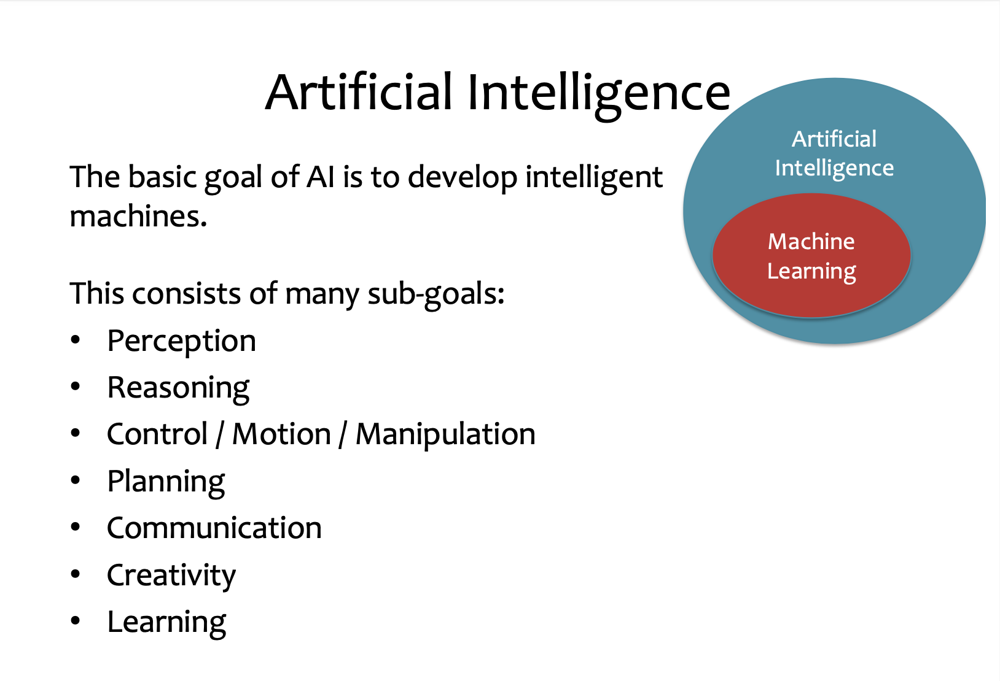 Artificial Intelligence
The basic goal of AI is to develop intelligent
machines.
This consists of many sub-goals:
• Perception
• Reasoning
• Control / Motion / Manipulation
• Planning
• Communication
• Creativity
• Learning
Artificial
Intelligence
Machine
Learning